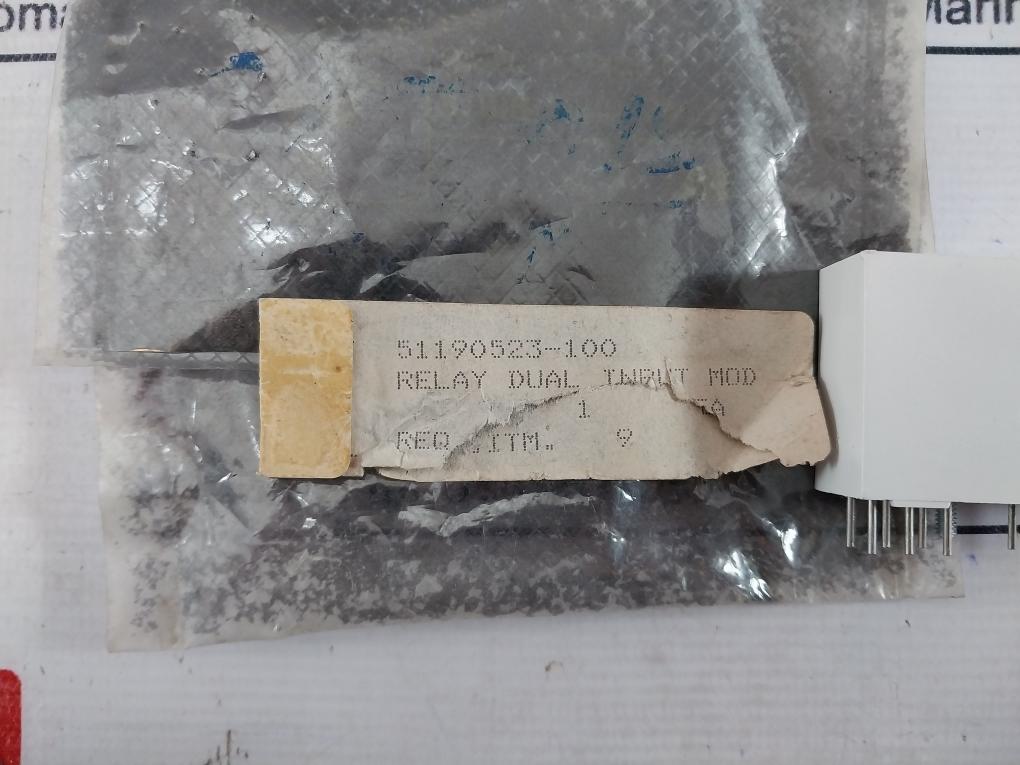 51190523-100
RELAY DUAL INPUT MOD
1
REQ ITM. 9